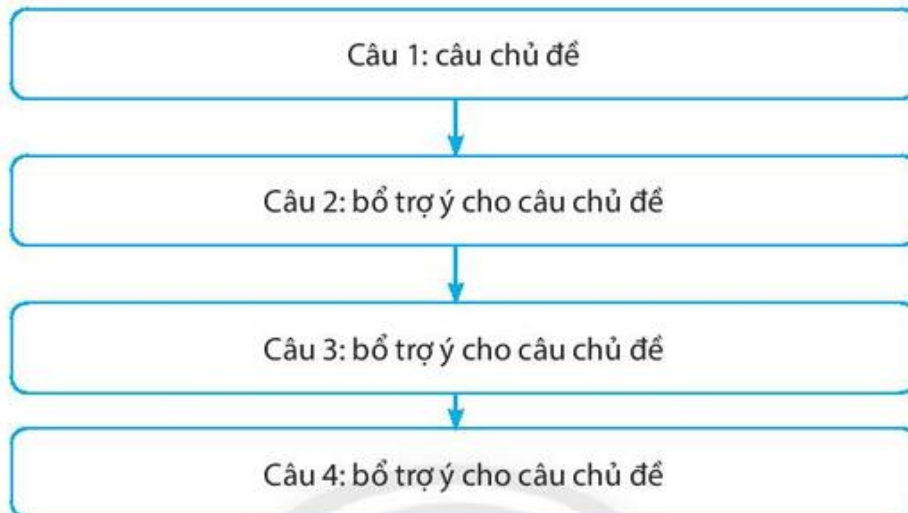 Câu 1: câu chủ đề
Câu 2: bổ trợ ý cho câu chủ đề
Câu 3: bổ trợ ý cho câu chủ đề
Câu 4: bổ trợ ý cho câu chủ đề